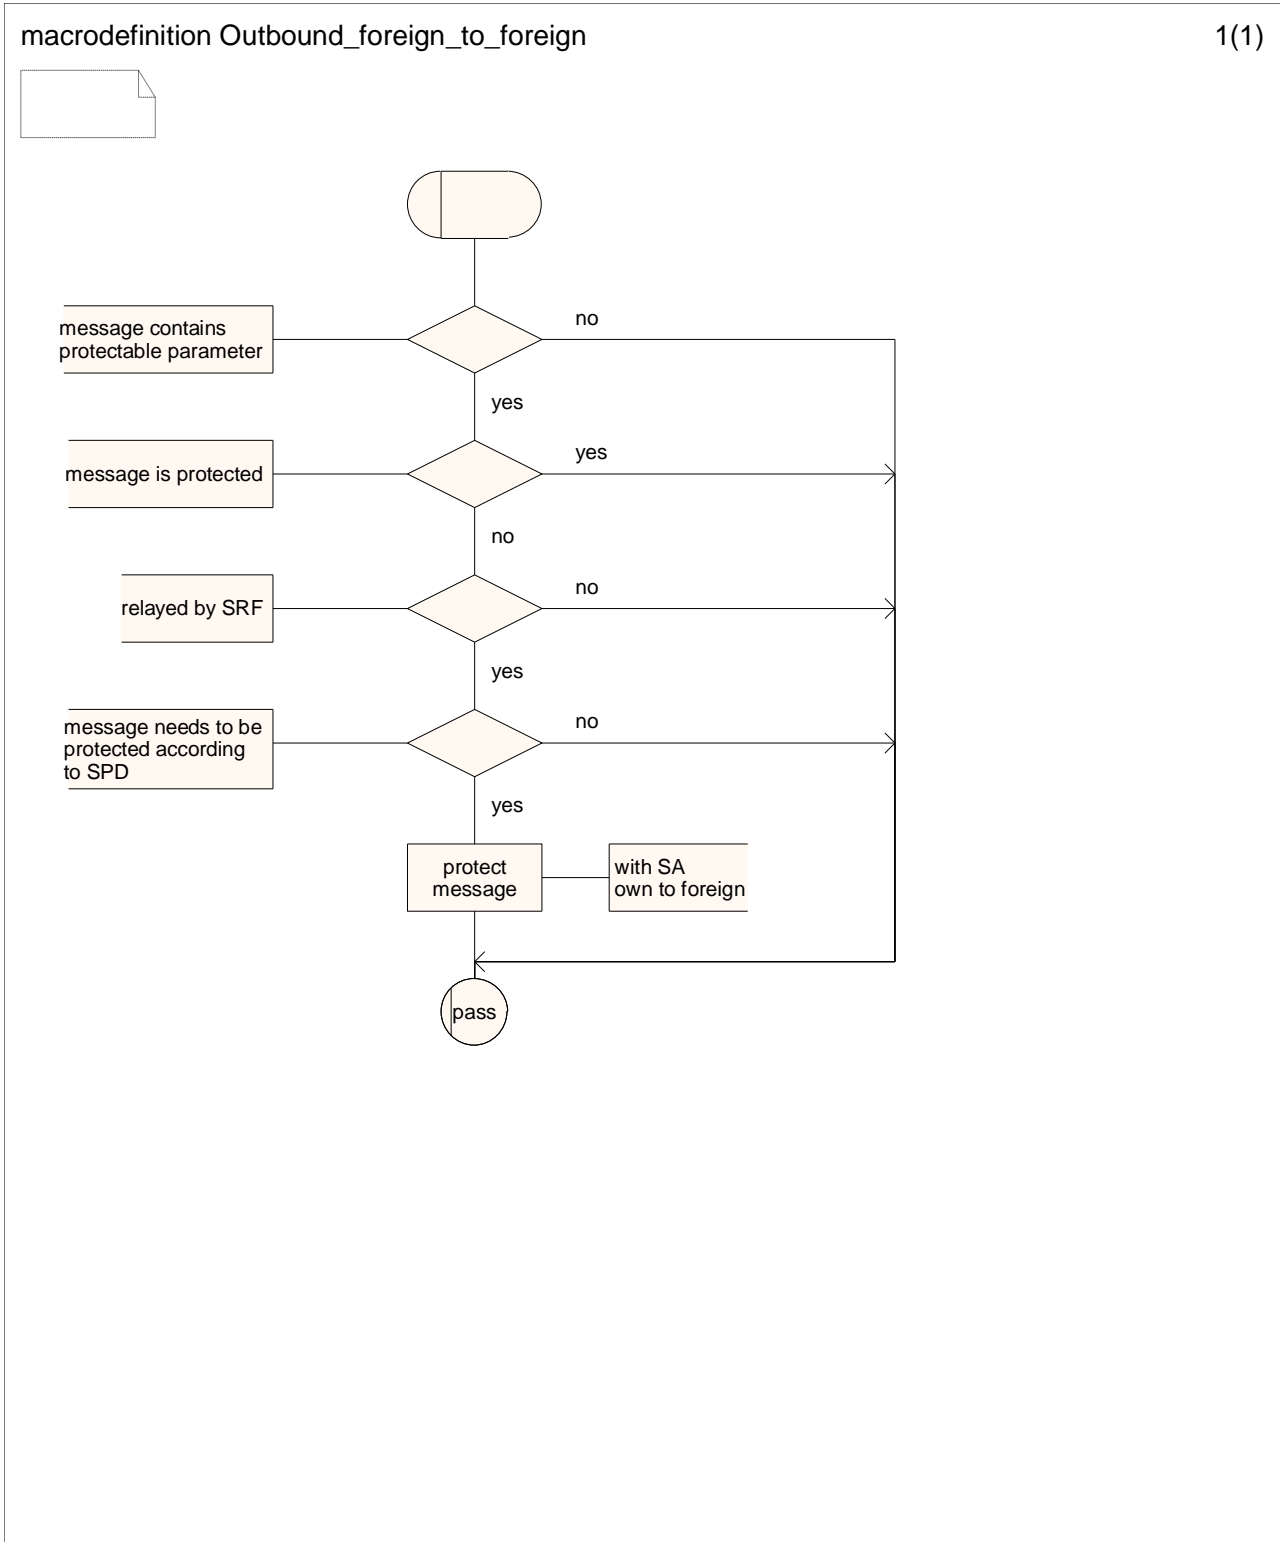 macrodefinition Outbound_foreign_to_foreign
1(1)
message contains
protectable parameter
no
yes
message is protected
yes
no
relayed by SRF
no
yes
message needs to be
protected according
to SPD
no
yes
protect
message
with SA
own to foreign
pass